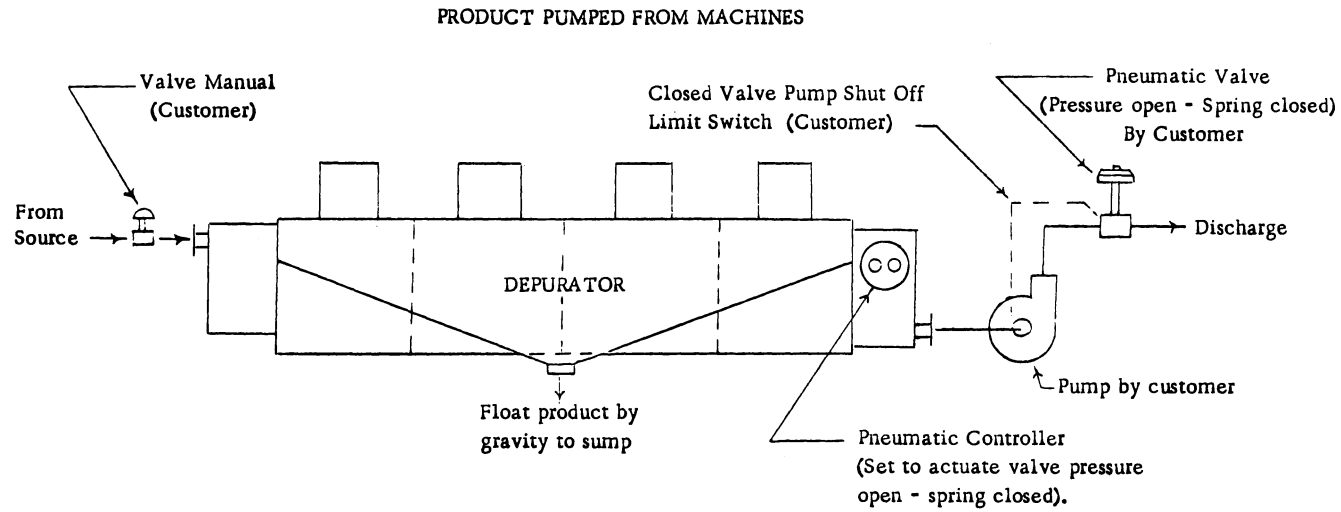 PRODUCT PUMPED FROM MACHINES
Valve Manual
(Customer)
Closed Valve Pump Shut Off
Limit Switch (Customer)
Pneumatic Valve
(Pressure open - Spring closed)
By Customer
From
Source
Discharge
DEPURATOR
Pump by customer
Float product by
gravity to sump
Pneumatic Controller
(Set to actuate valve pressure
open - spring closed).